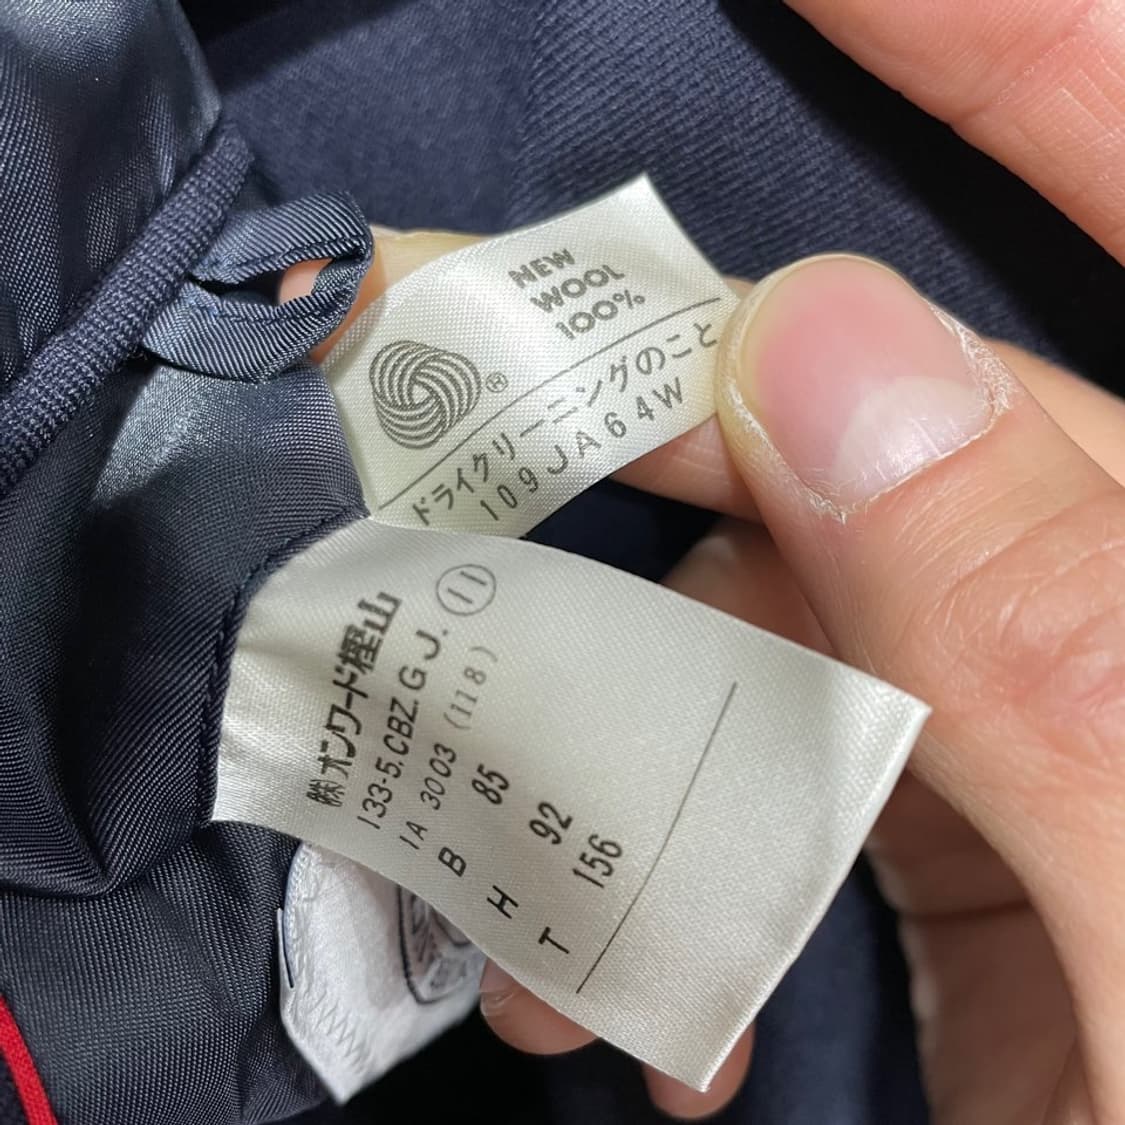 NEW
WOOL
100%
®
ドライクリーニングのこと
109JA64W
㈱オンワード樫山
133-5.CBZ.GJ. ⑪
IA 3003 (118)
B 85
H 92
T 156